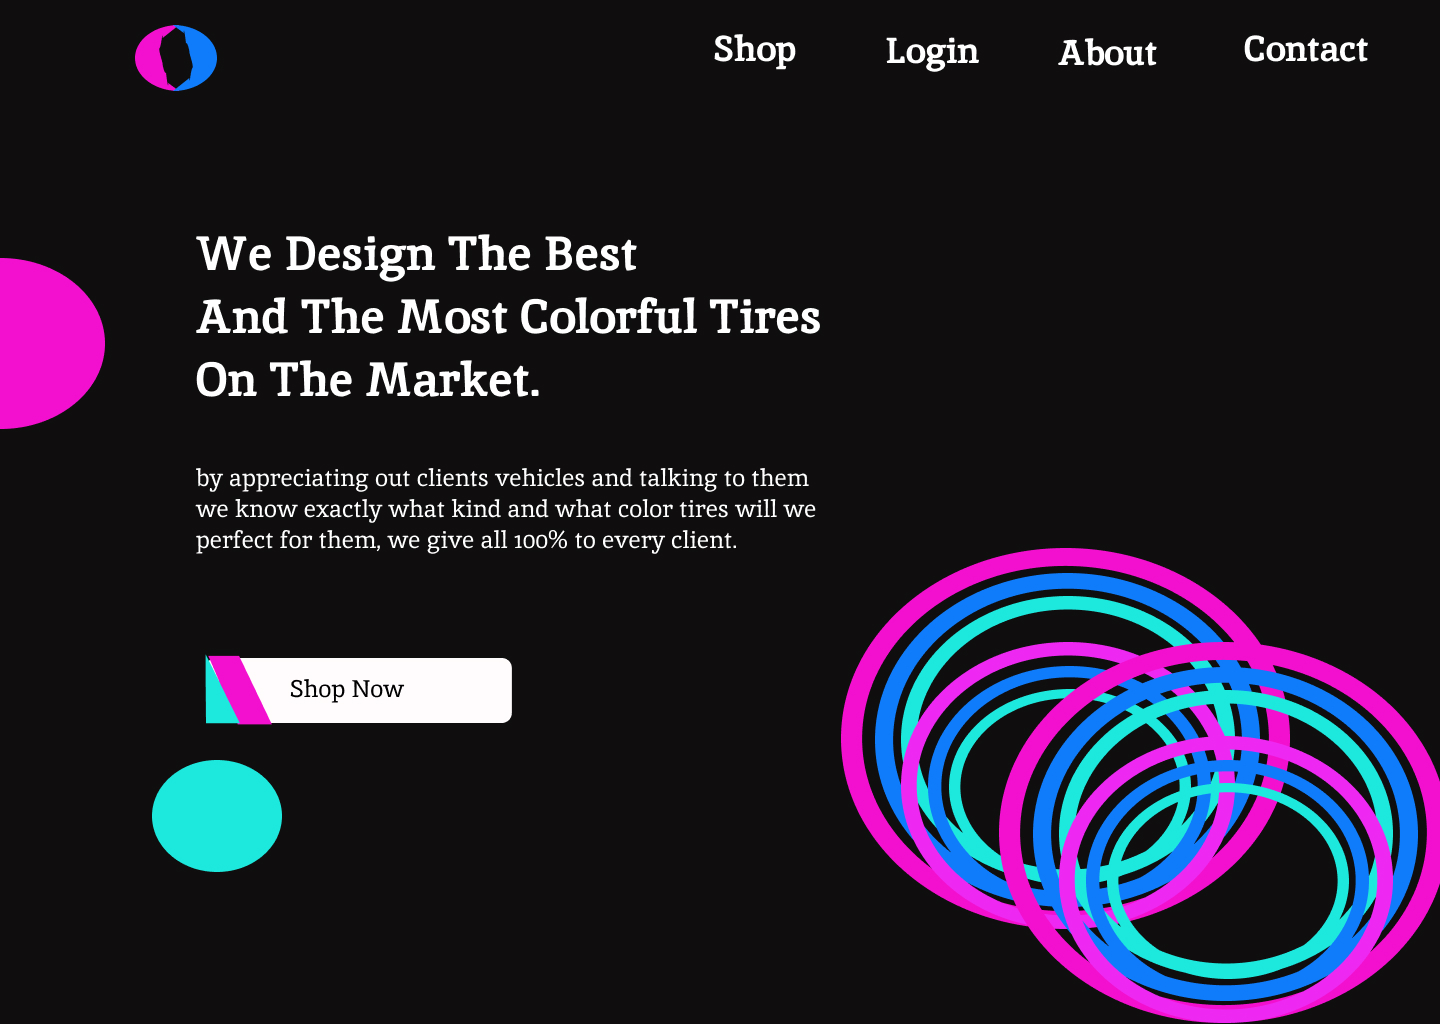 Shop Login About Contact
We Design The Best
And The Most Colorful Tires
On The Market.
by appreciating out clients vehicles and talking to them
we know exactly what kind and what color tires will we
perfect for them, we give all 100% to every client.
Shop Now